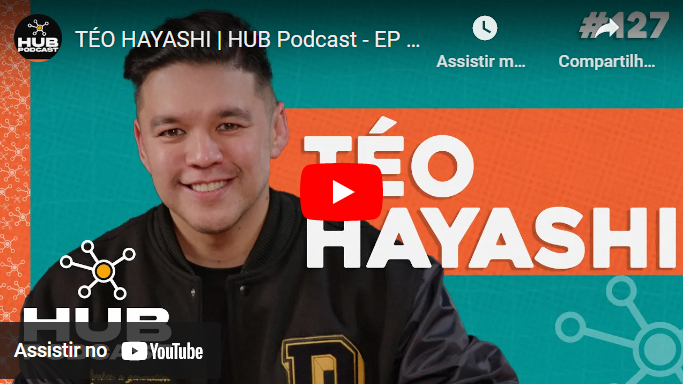 HUB
PODCAST
TÉO HAYASHI | HUB Podcast - EP ...
#127
Assistir m...
Compartilh...
TÉO
HAYASHI
HUB
Assistir no YouTube